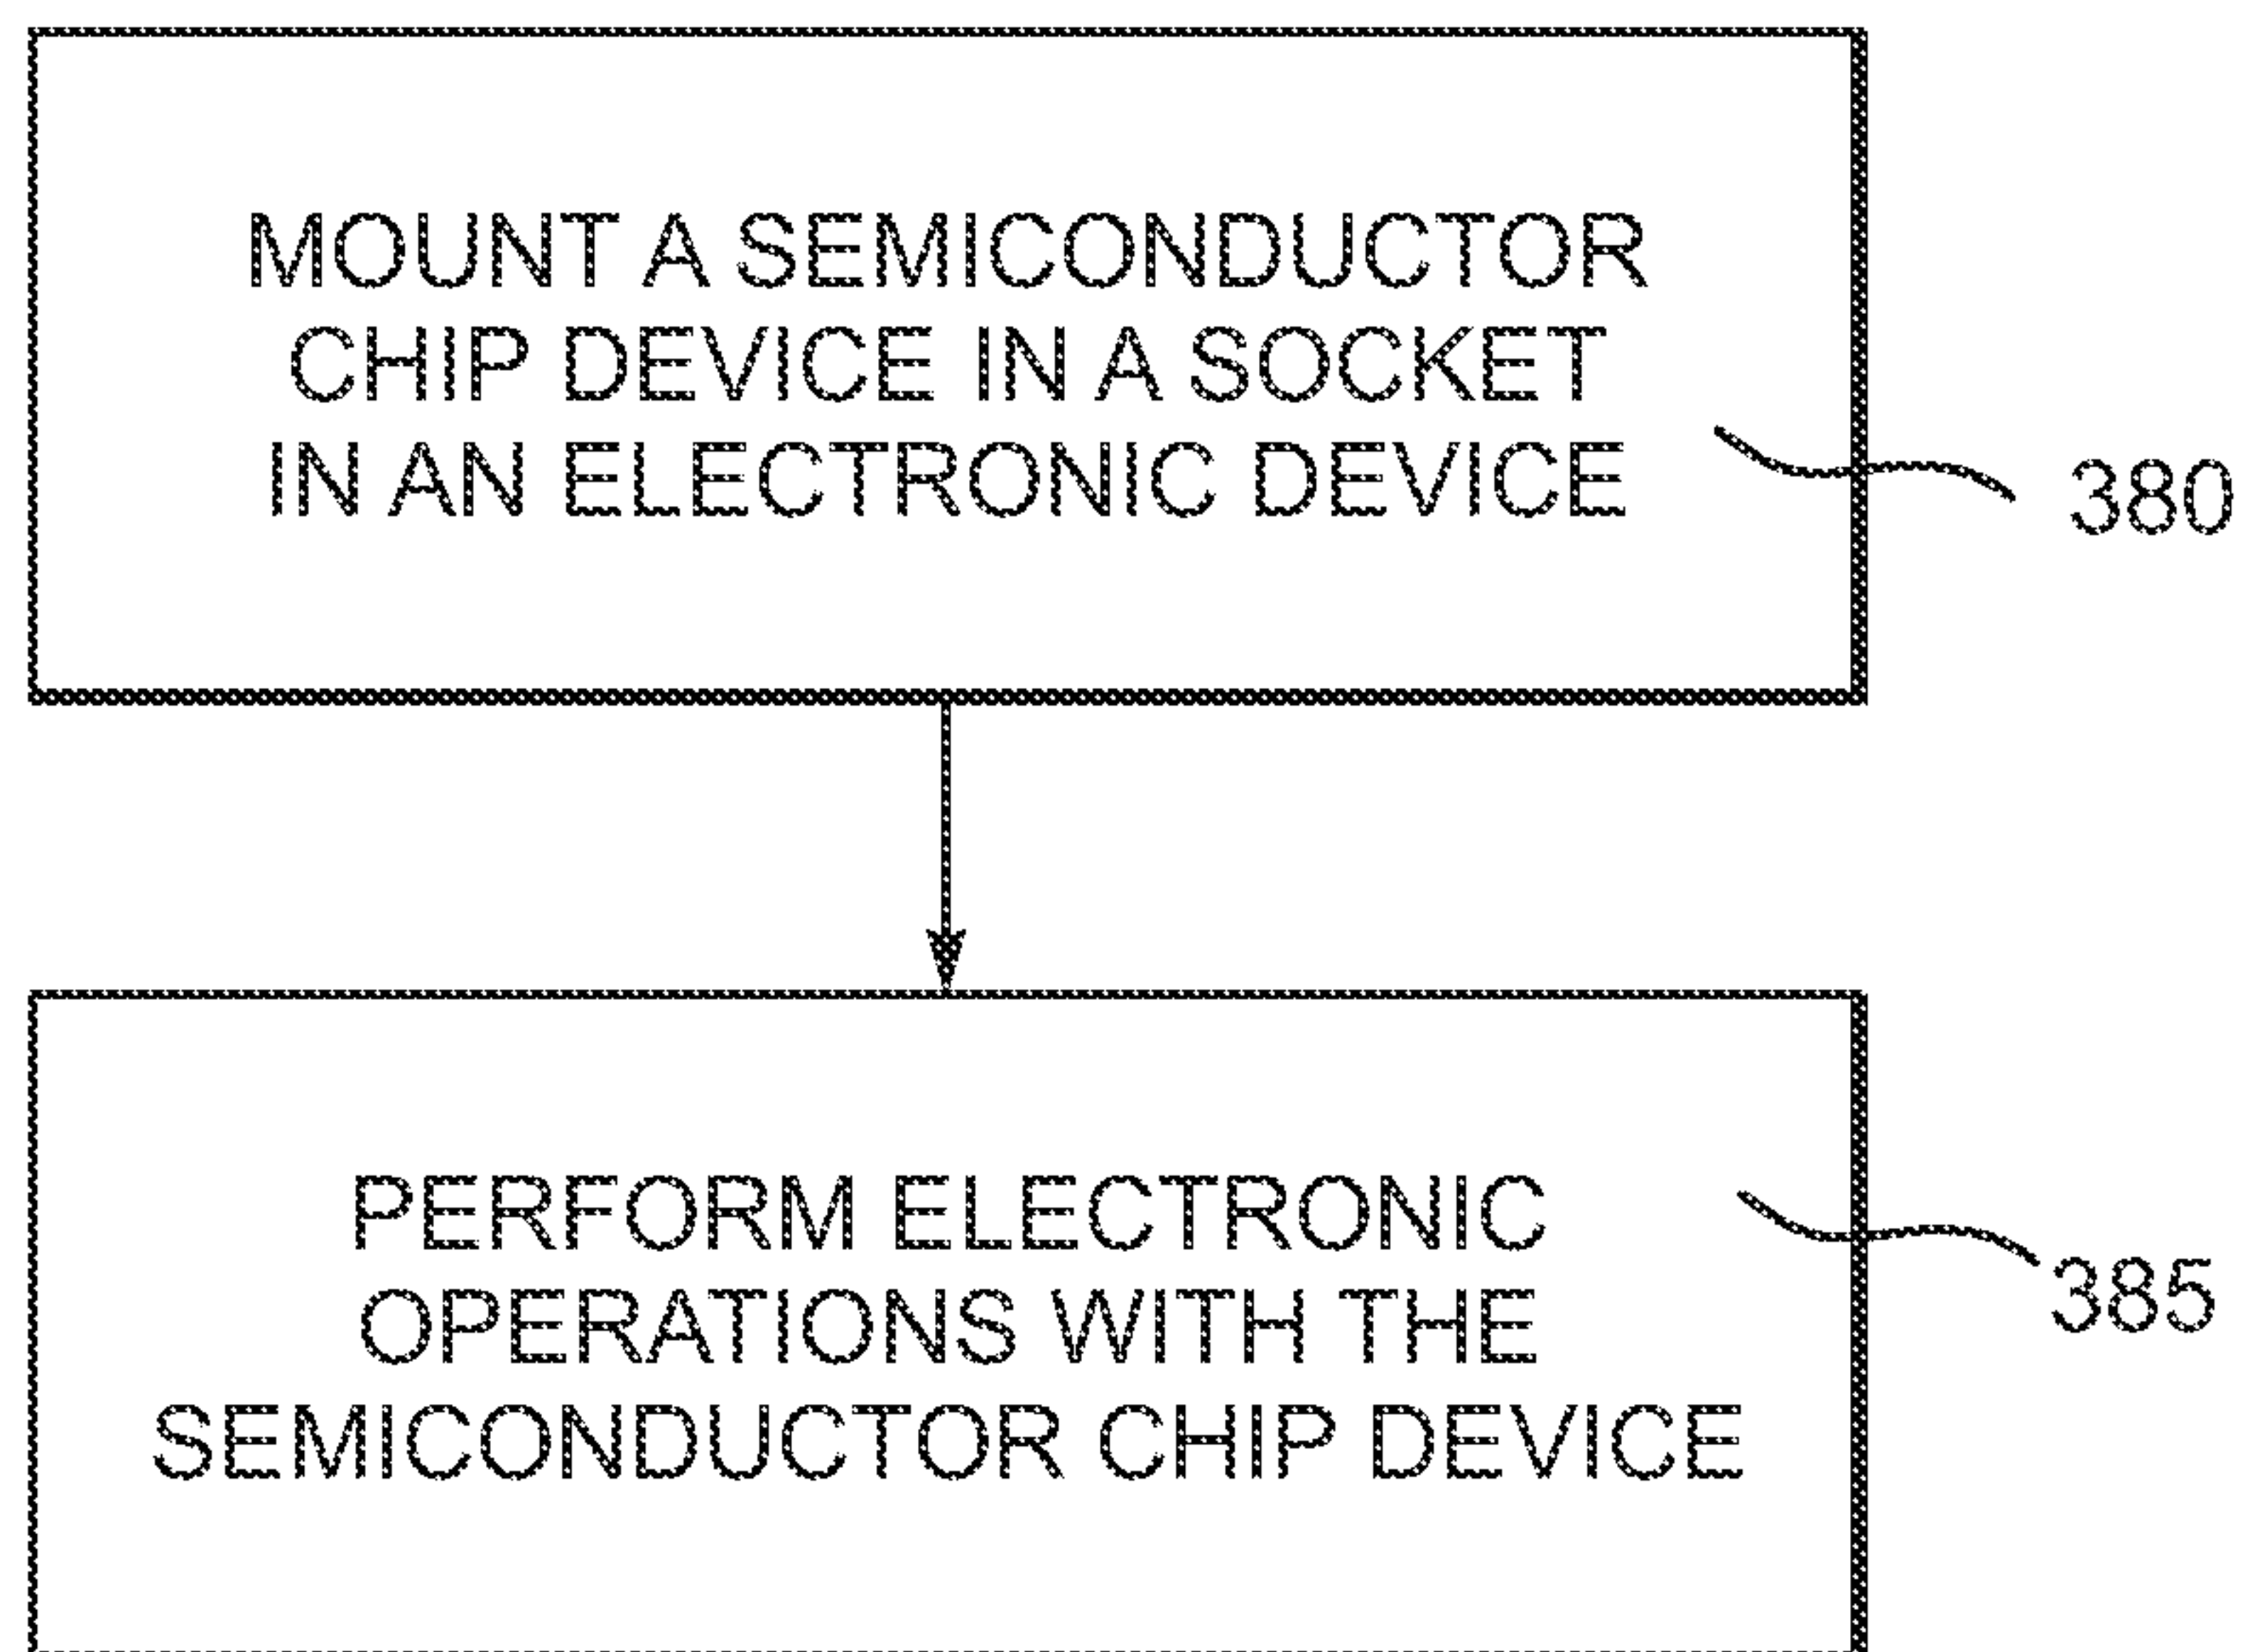 MOUNT A SEMICONDUCTOR
CHIP DEVICE IN A SOCKET
IN AN ELECTRONIC DEVICE
380
PERFORM ELECTRONIC
OPERATIONS WITH THE
SEMICONDUCTOR CHIP DEVICE
385